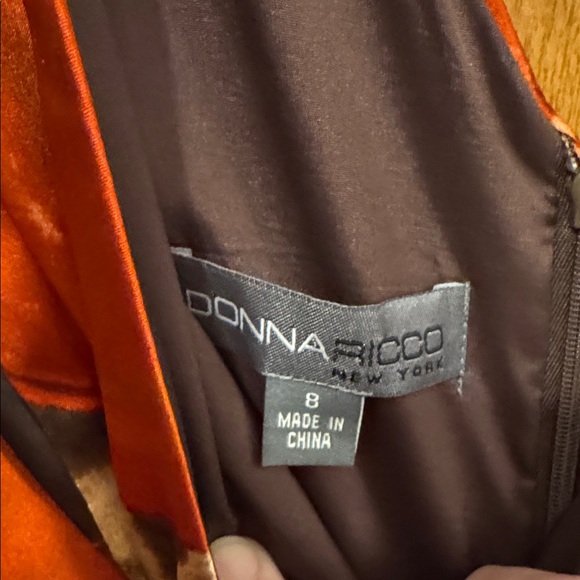 DONNA RICCO
NEW YORK
8
MADE IN
CHINA